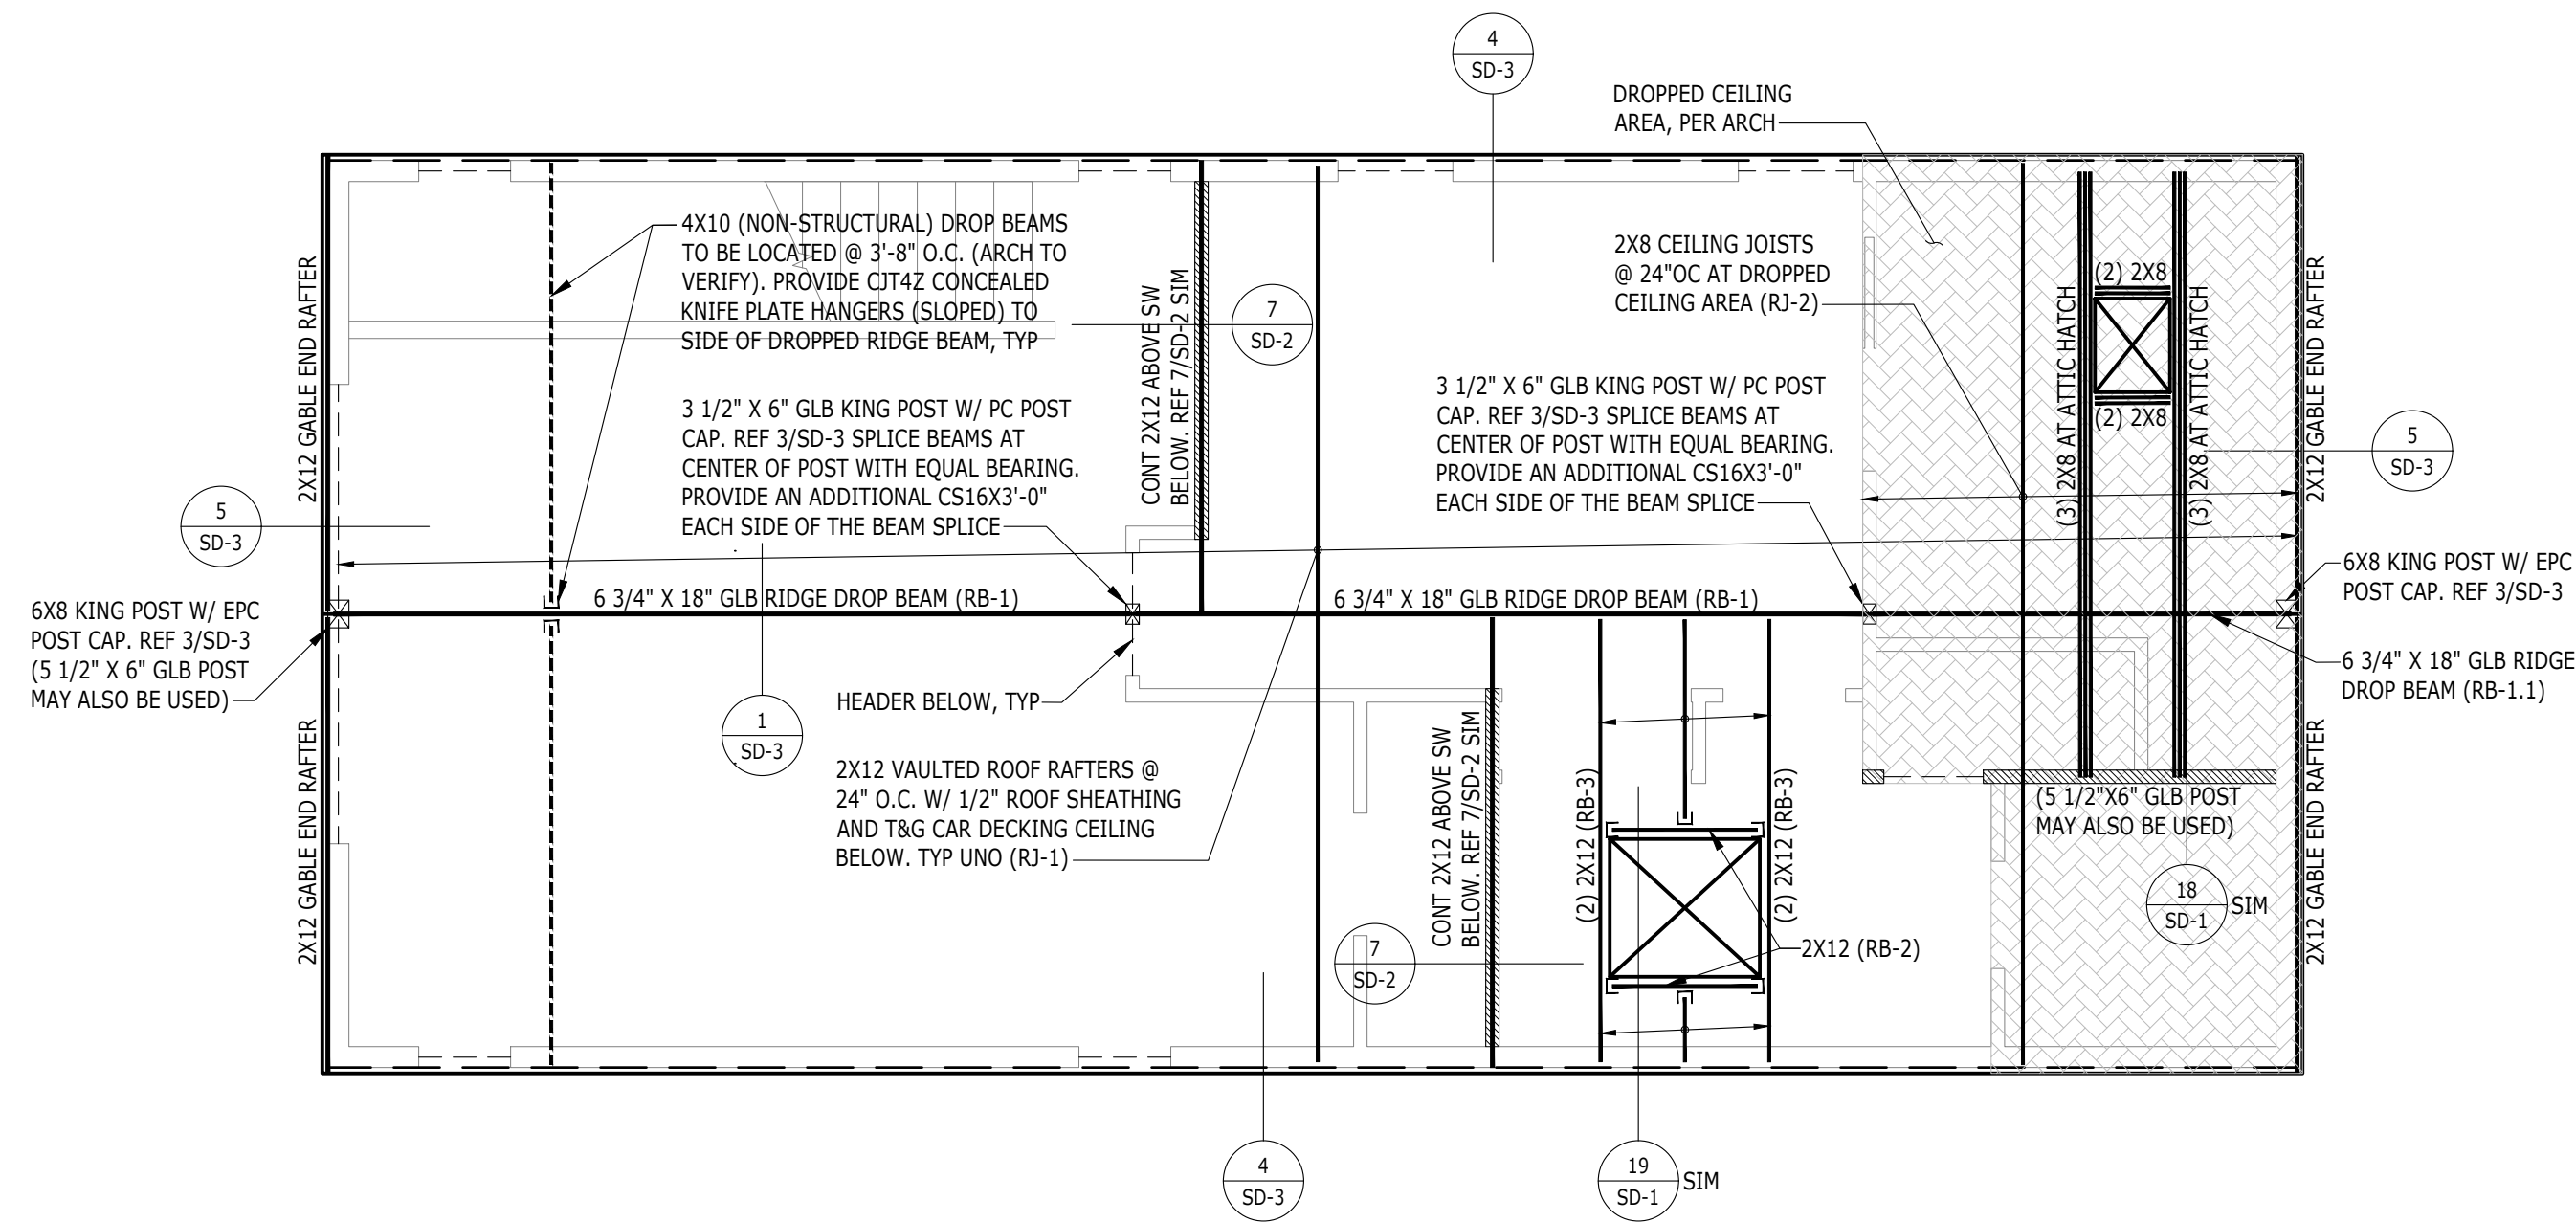 4
SD-3
DROPPED CEILING
AREA, PER ARCH
4X10 (NON-STRUCTURAL) DROP BEAMS
TO BE LOCATED @ 3'-8" O.C. (ARCH TO
VERIFY). PROVIDE CJT4Z CONCEALED
KNIFE PLATE HANGERS (SLOPED) TO
SIDE OF DROPPED RIDGE BEAM, TYP
2X12 GABLE END RAFTER
CONT 2X12 ABOVE SW
BELOW. REF 7/SD-2 SIM
7
SD-2
2X8 CEILING JOISTS
@ 24"OC AT DROPPED
CEILING AREA (RJ-2)
(2) 2X8
(2) 2X8
(3) 2X8 AT ATTIC HATCH
(3) 2X8 AT ATTIC HATCH
2X12 GABLE END RAFTER
3 1/2" X 6" GLB KING POST W/ PC POST
CAP. REF 3/SD-3 SPLICE BEAMS AT
CENTER OF POST WITH EQUAL BEARING.
PROVIDE AN ADDITIONAL CS16X3'-0"
EACH SIDE OF THE BEAM SPLICE
3 1/2" X 6" GLB KING POST W/ PC POST
CAP. REF 3/SD-3 SPLICE BEAMS AT
CENTER OF POST WITH EQUAL BEARING.
PROVIDE AN ADDITIONAL CS16X3'-0"
EACH SIDE OF THE BEAM SPLICE
5
SD-3
5
SD-3
6X8 KING POST W/ EPC
POST CAP. REF 3/SD-3
(5 1/2" X 6" GLB POST
MAY ALSO BE USED)
6 3/4" X 18" GLB RIDGE DROP BEAM (RB-1)
6 3/4" X 18" GLB RIDGE DROP BEAM (RB-1)
6X8 KING POST W/ EPC
POST CAP. REF 3/SD-3
6 3/4" X 18" GLB RIDGE
DROP BEAM (RB-1.1)
HEADER BELOW, TYP
1
SD-3
2X12 VAULTED ROOF RAFTERS @
24" O.C. W/ 1/2" ROOF SHEATHING
AND T&G CAR DECKING CEILING
BELOW. TYP UNO (RJ-1)
2X12 GABLE END RAFTER
CONT 2X12 ABOVE SW
BELOW. REF 7/SD-2 SIM
(2) 2X12 (RB-3)
(2) 2X12 (RB-3)
(5 1/2"X6" GLB POST
MAY ALSO BE USED)
2X12 GABLE END RAFTER
18
SD-1
SIM
7
SD-2
2X12 (RB-2)
4
SD-3
19
SD-1
SIM